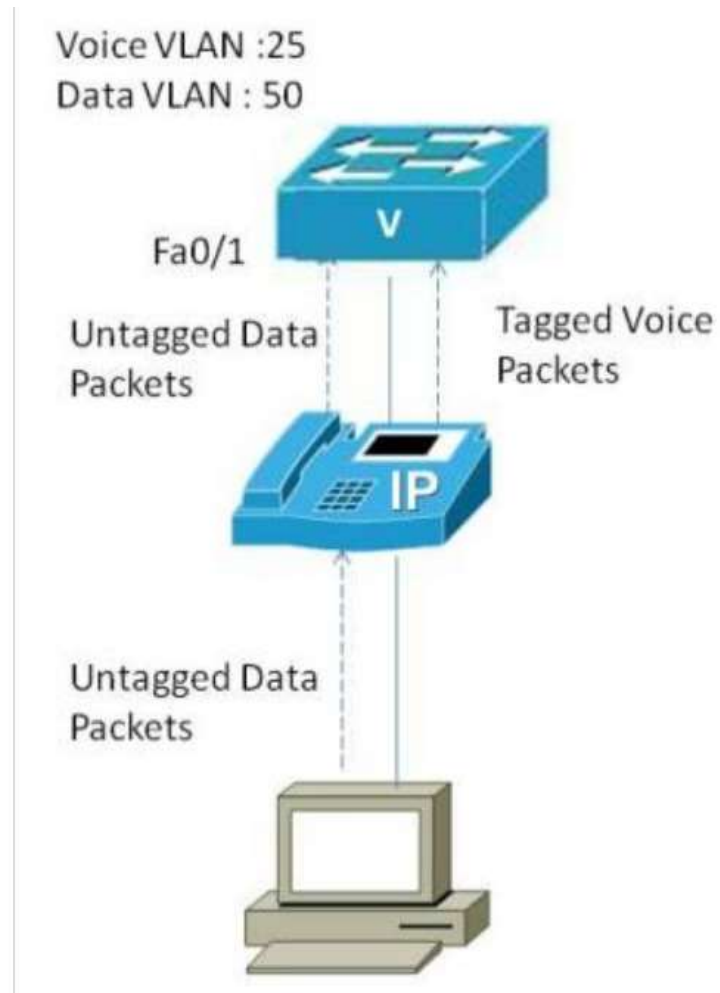 Voice VLAN :25
Data VLAN : 50
V
Fa0/1
Untagged Data
Packets
Tagged Voice
Packets
IP
Untagged Data
Packets